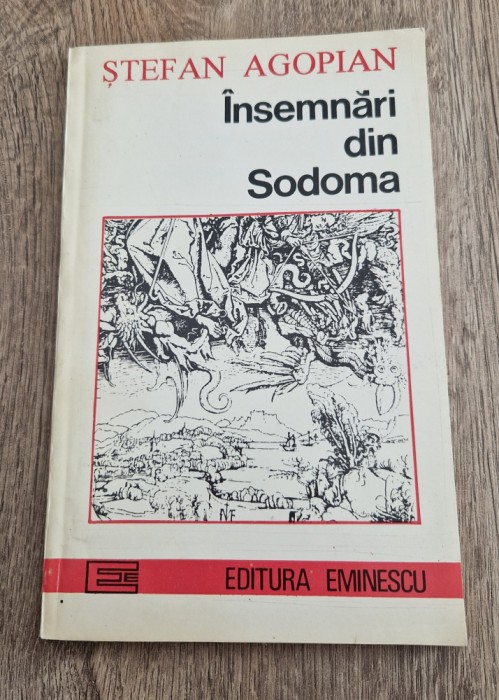 ȘTEFAN AGOPIAN
Însemnări
din
Sodoma
EDITURA EMINESCU